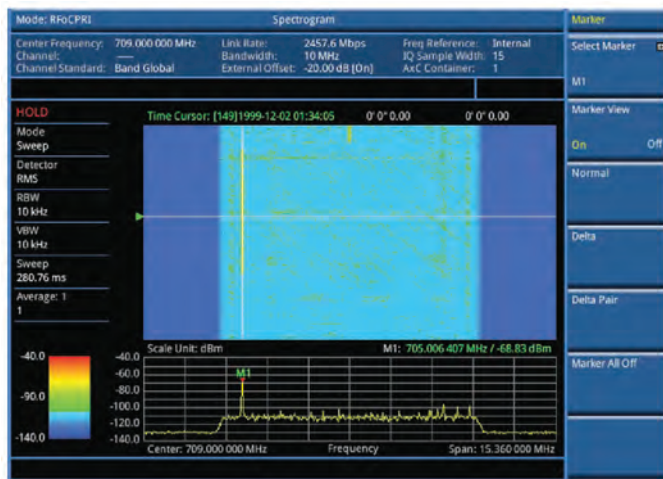 Mode: RFoCPRI Spectrogram Marker
Center Frequency: 709.000 000 MHz Link Rate: 2457.6 Mbps Freq Reference: Internal
Channel: — Bandwidth: 10 MHz IQ Sample Width: 15
Channel Standard: Band Global External Offset: -20.00 dB [On] AxC Container: 1
Select Marker
M1
HOLD
Time Cursor: [149]1999-12-02 01:34:05 0' 0" 0.00 0' 0" 0.00
Marker View
On Off
Mode
Sweep
Detector
RMS
RBW
10 kHz
VBW
10 kHz
Sweep
280.76 ms
Average: 1
1
Normal
Delta
Delta Pair
Marker All Off
Scale Unit: dBm M1: 705.006 407 MHz / -68.83 dBm
-40.0
-90.0
-140.0
-40.0
-60.0
-80.0
-100.0
-120.0
-140.0
M1
Center: 709.000 000 MHz Frequency Span: 15.360 000 MHz